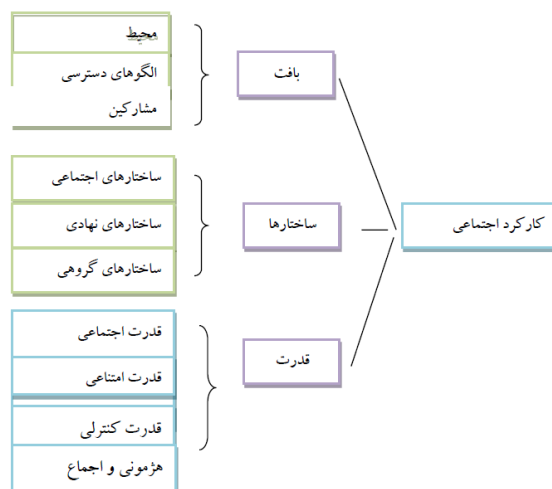 کارکرد اجتماعی
بافت
محیط
الگوهای دسترسی
مشارکین
ساختارها
ساختارهای اجتماعی
ساختارهای نهادی
ساختارهای گروهی
قدرت
قدرت اجتماعی
قدرت امتناعی
قدرت کنترلی
هژمونی و اجماع